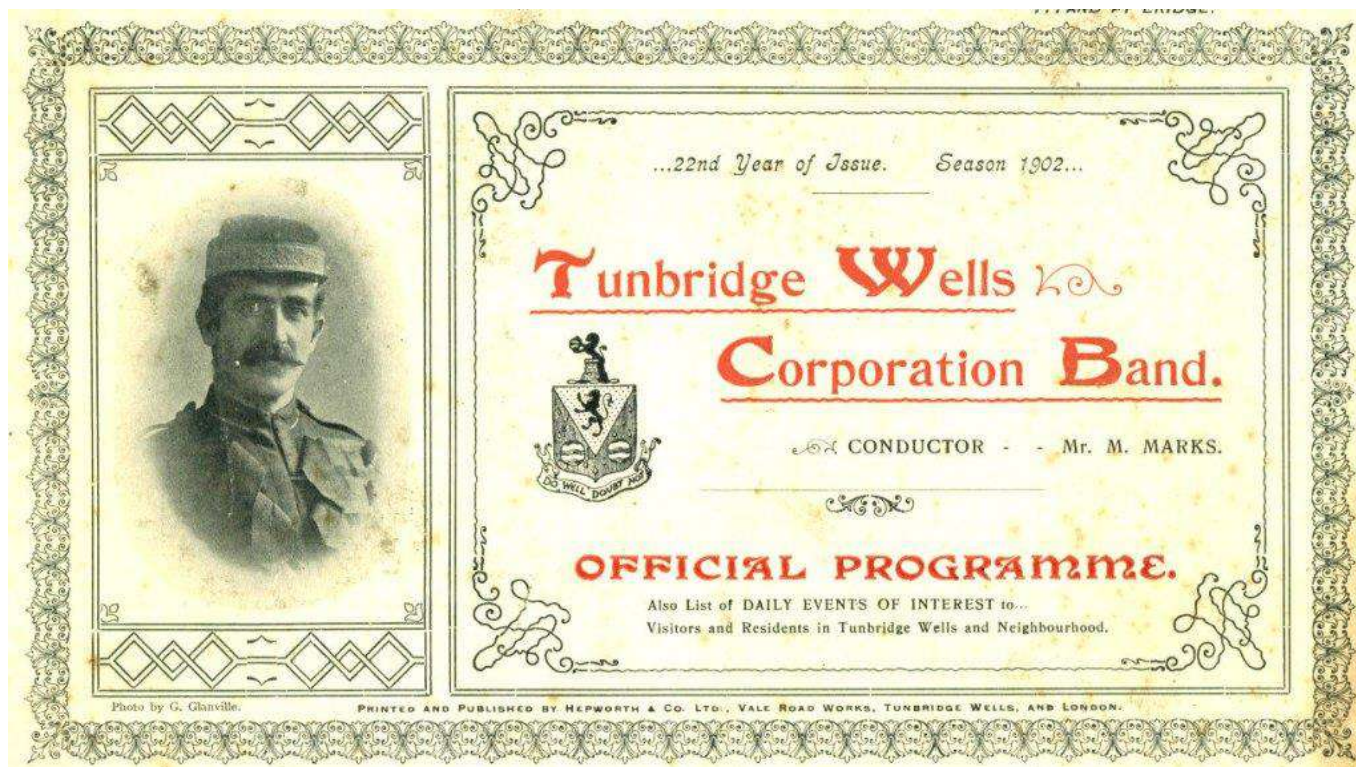 ...22nd Year of Issue. Season 1902...
Tunbridge Wells
Corporation Band.
DO WELL DOUBT NOT
CONDUCTOR - - Mr. M. MARKS.
OFFICIAL PROGRAMME.
Also List of DAILY EVENTS OF INTEREST to...
Visitors and Residents in Tunbridge Wells and Neighbourhood.
Photo by G. Glanville.
PRINTED AND PUBLISHED BY HEPWORTH & CO. LTD., VALE ROAD WORKS, TUNBRIDGE WELLS, AND LONDON.